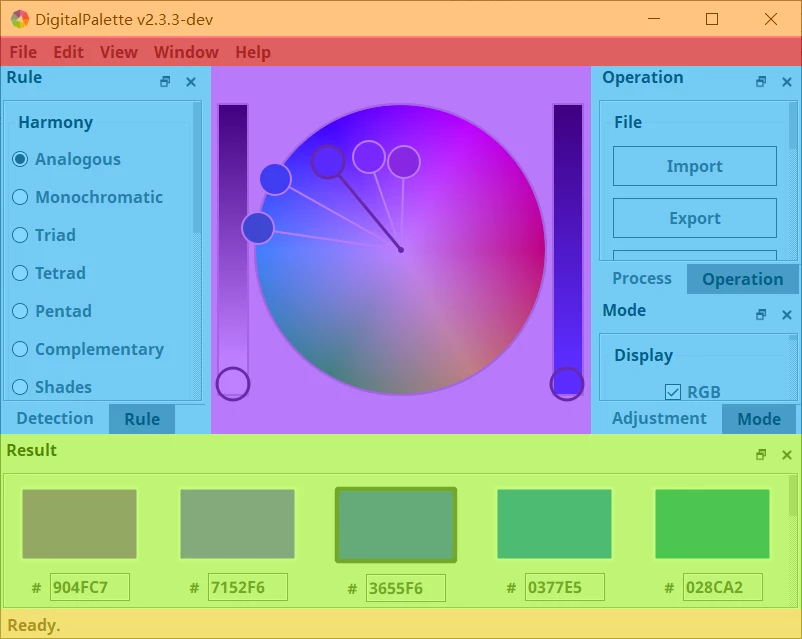 DigitalPalette v2.3.3-dev
File Edit View Window Help
Rule
Harmony
Analogous
Monochromatic
Triad
Tetrad
Pentad
Complementary
Shades
Detection Rule
Operation
File
Import
Export
Process Operation
Mode
Display
RGB
Adjustment Mode
Result
# 904FC7 # 7152F6 # 3655F6 # 0377E5 # 028CA2
Ready.